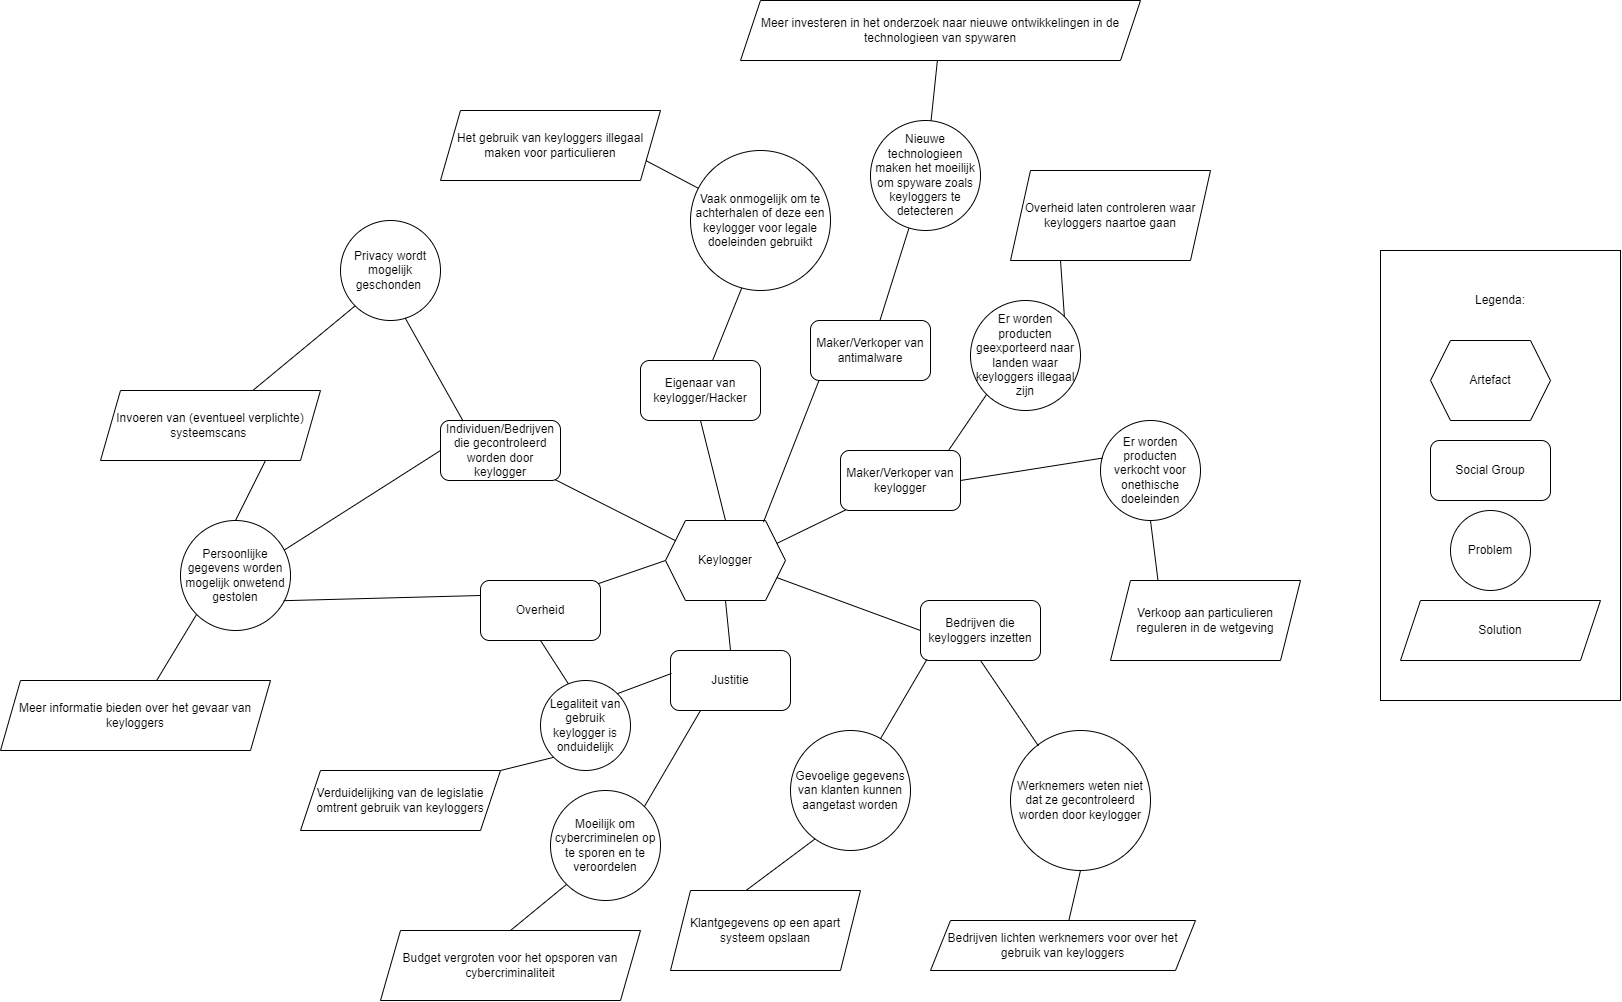 Meer investeren in het onderzoek naar nieuwe ontwikkelingen in de
technologieen van spywaren
Het gebruik van keyloggers illegaal
maken voor particulieren
Nieuwe
technologieen
maken het moeilijk
om spyware zoals
keyloggers te
detecteren
Vaak onmogelijk om te
achterhalen of deze een
keylogger voor legale
doeleinden gebruikt
Overheid laten controleren waar
keyloggers naartoe gaan
Privacy wordt
mogelijk
geschonden
Legenda:
Er worden
producten
geexporteerd naar
landen waar
keyloggers illegaal
zijn
Maker/Verkoper van
antimalware
Artefact
Eigenaar van
keylogger/Hacker
Invoeren van (eventueel verplichte)
systeemscans
Individuen/Bedrijven
die gecontroleerd
worden door
keylogger
Er worden
producten
verkocht voor
onethische
doeleinden
Maker/Verkoper van
keylogger
Social Group
Problem
Keylogger
Persoonlijke
gegevens worden
mogelijk onwetend
gestolen
Overheid
Verkoop aan particulieren
reguleren in de wetgeving
Bedrijven die
keyloggers inzetten
Solution
Justitie
Meer informatie bieden over het gevaar van
keyloggers
Legaliteit van
gebruik
keylogger is
onduidelijk
Verduidelijking van de legislatie
omtrent gebruik van keyloggers
Gevoelige gegevens
van klanten kunnen
aangetast worden
Werknemers weten niet
dat ze gecontroleerd
worden door keylogger
Moeilijk om
cybercriminelen op
te sporen en te
veroordelen
Klantgegevens op een apart
systeem opslaan
Bedrijven lichten werknemers voor over het
gebruik van keyloggers
Budget vergroten voor het opsporen van
cybercriminaliteit